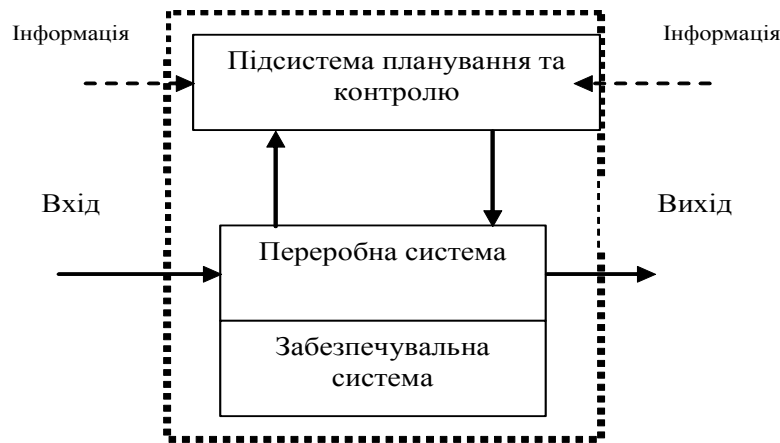 Інформація
Інформація
Підсистема планування та
контролю
Вхід
Вихід
Переробна система
Забезпечувальна
система